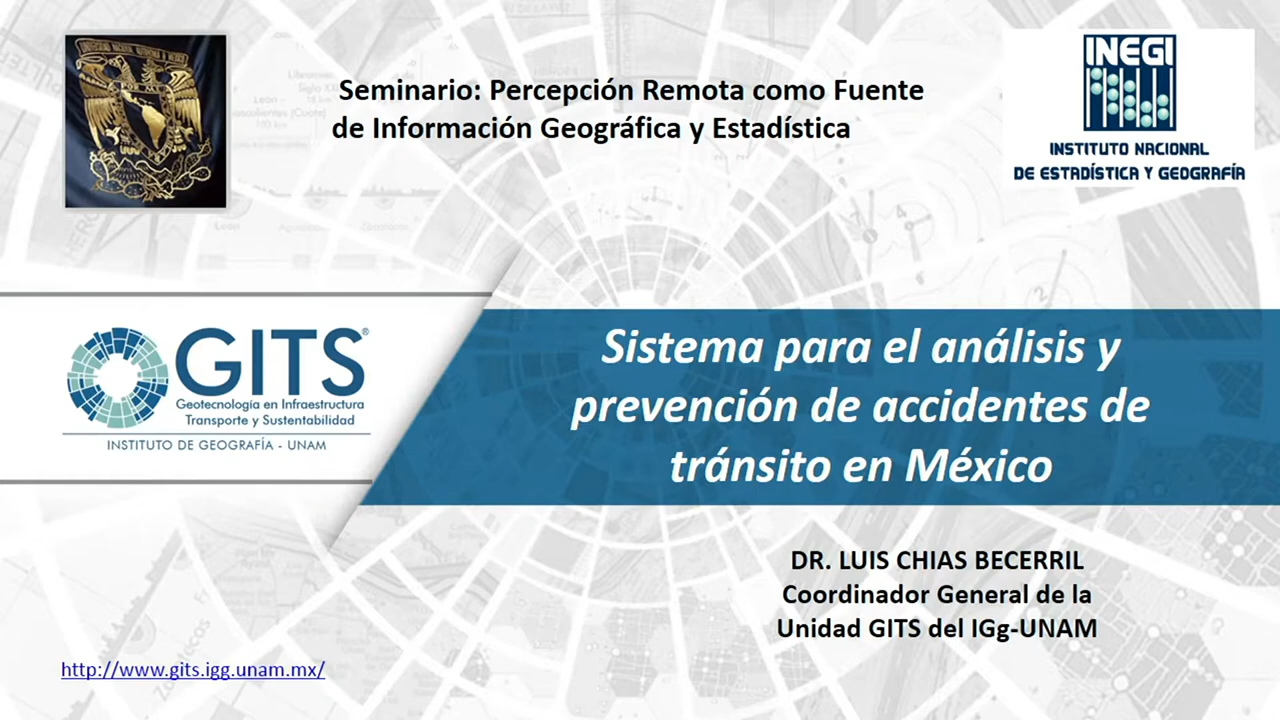 Seminario: Percepción Remota como Fuente
de Información Geográfica y Estadística
INEGI
INSTITUTO NACIONAL
DE ESTADÍSTICA Y GEOGRAFÍA
GITS®
Geotecnología en Infraestructura
Transporte y Sustentabilidad
INSTITUTO DE GEOGRAFÍA - UNAM
Sistema para el análisis y
prevención de accidentes de
tránsito en México
DR. LUIS CHIAS BECERRIL
Coordinador General de la
Unidad GITS del IGg-UNAM
http://www.gits.igg.unam.mx/